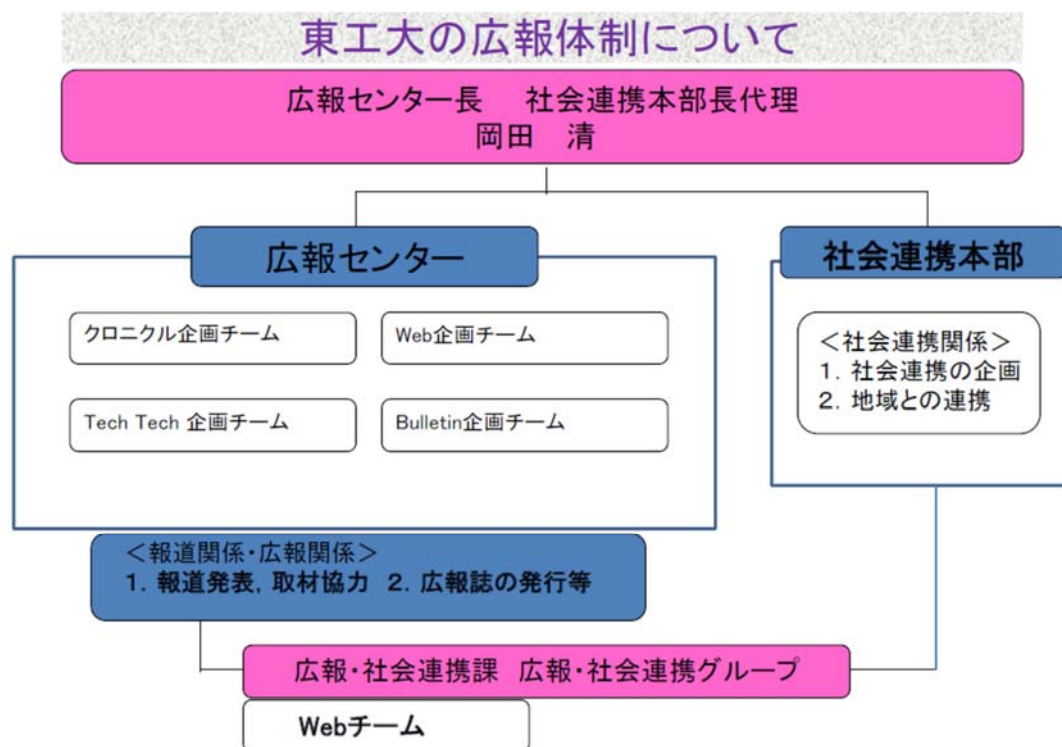 東工大の広報体制について
広報センター長　社会連携本部長代理
岡田　清
広報センター
社会連携本部
クロニクル企画チーム
Web企画チーム
Tech Tech 企画チーム
Bulletin企画チーム
＜社会連携関係＞
1. 社会連携の企画
2. 地域との連携
＜報道関係・広報関係＞
1. 報道発表, 取材協力 2. 広報誌の発行等
広報・社会連携課 広報・社会連携グループ
Webチーム